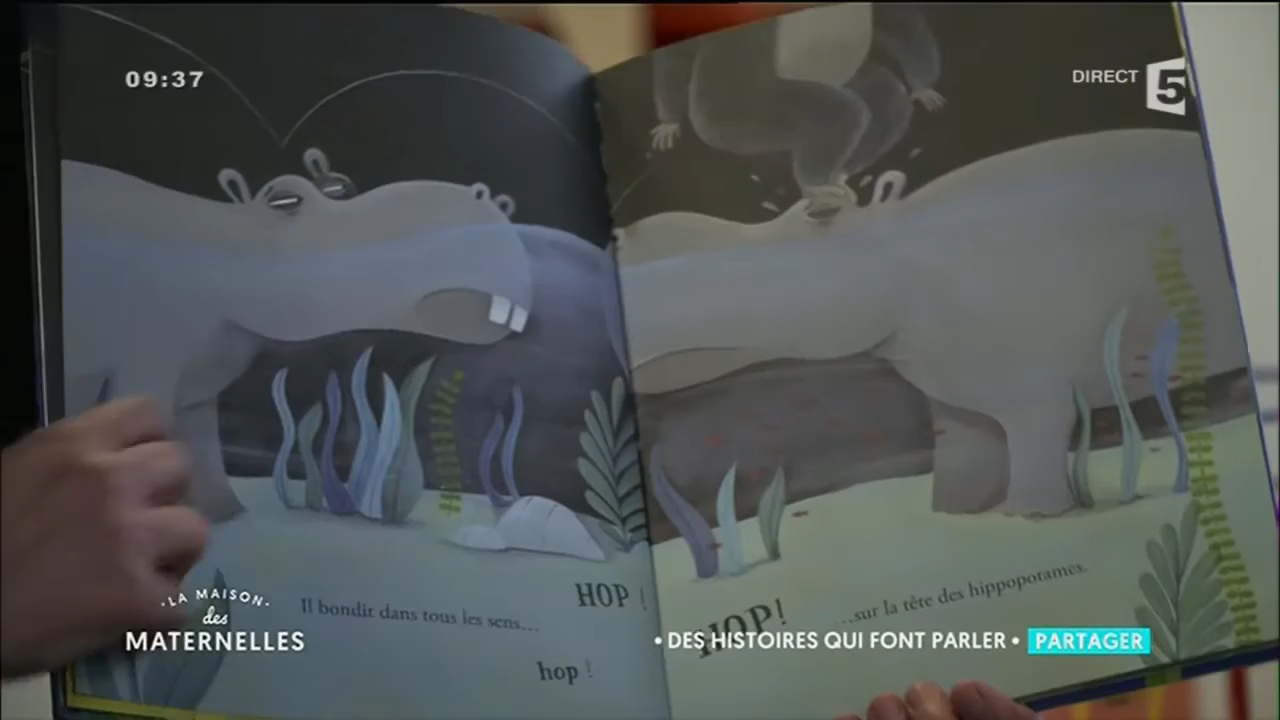 09:37
DIRECT 5
Il bondit dans tous les sens...
HOP !
hop !
HOP!
...sur la tête des hippopotames.
• LA MAISON •
des
MATERNELLES
• DES HISTOIRES QUI FONT PARLER • PARTAGER